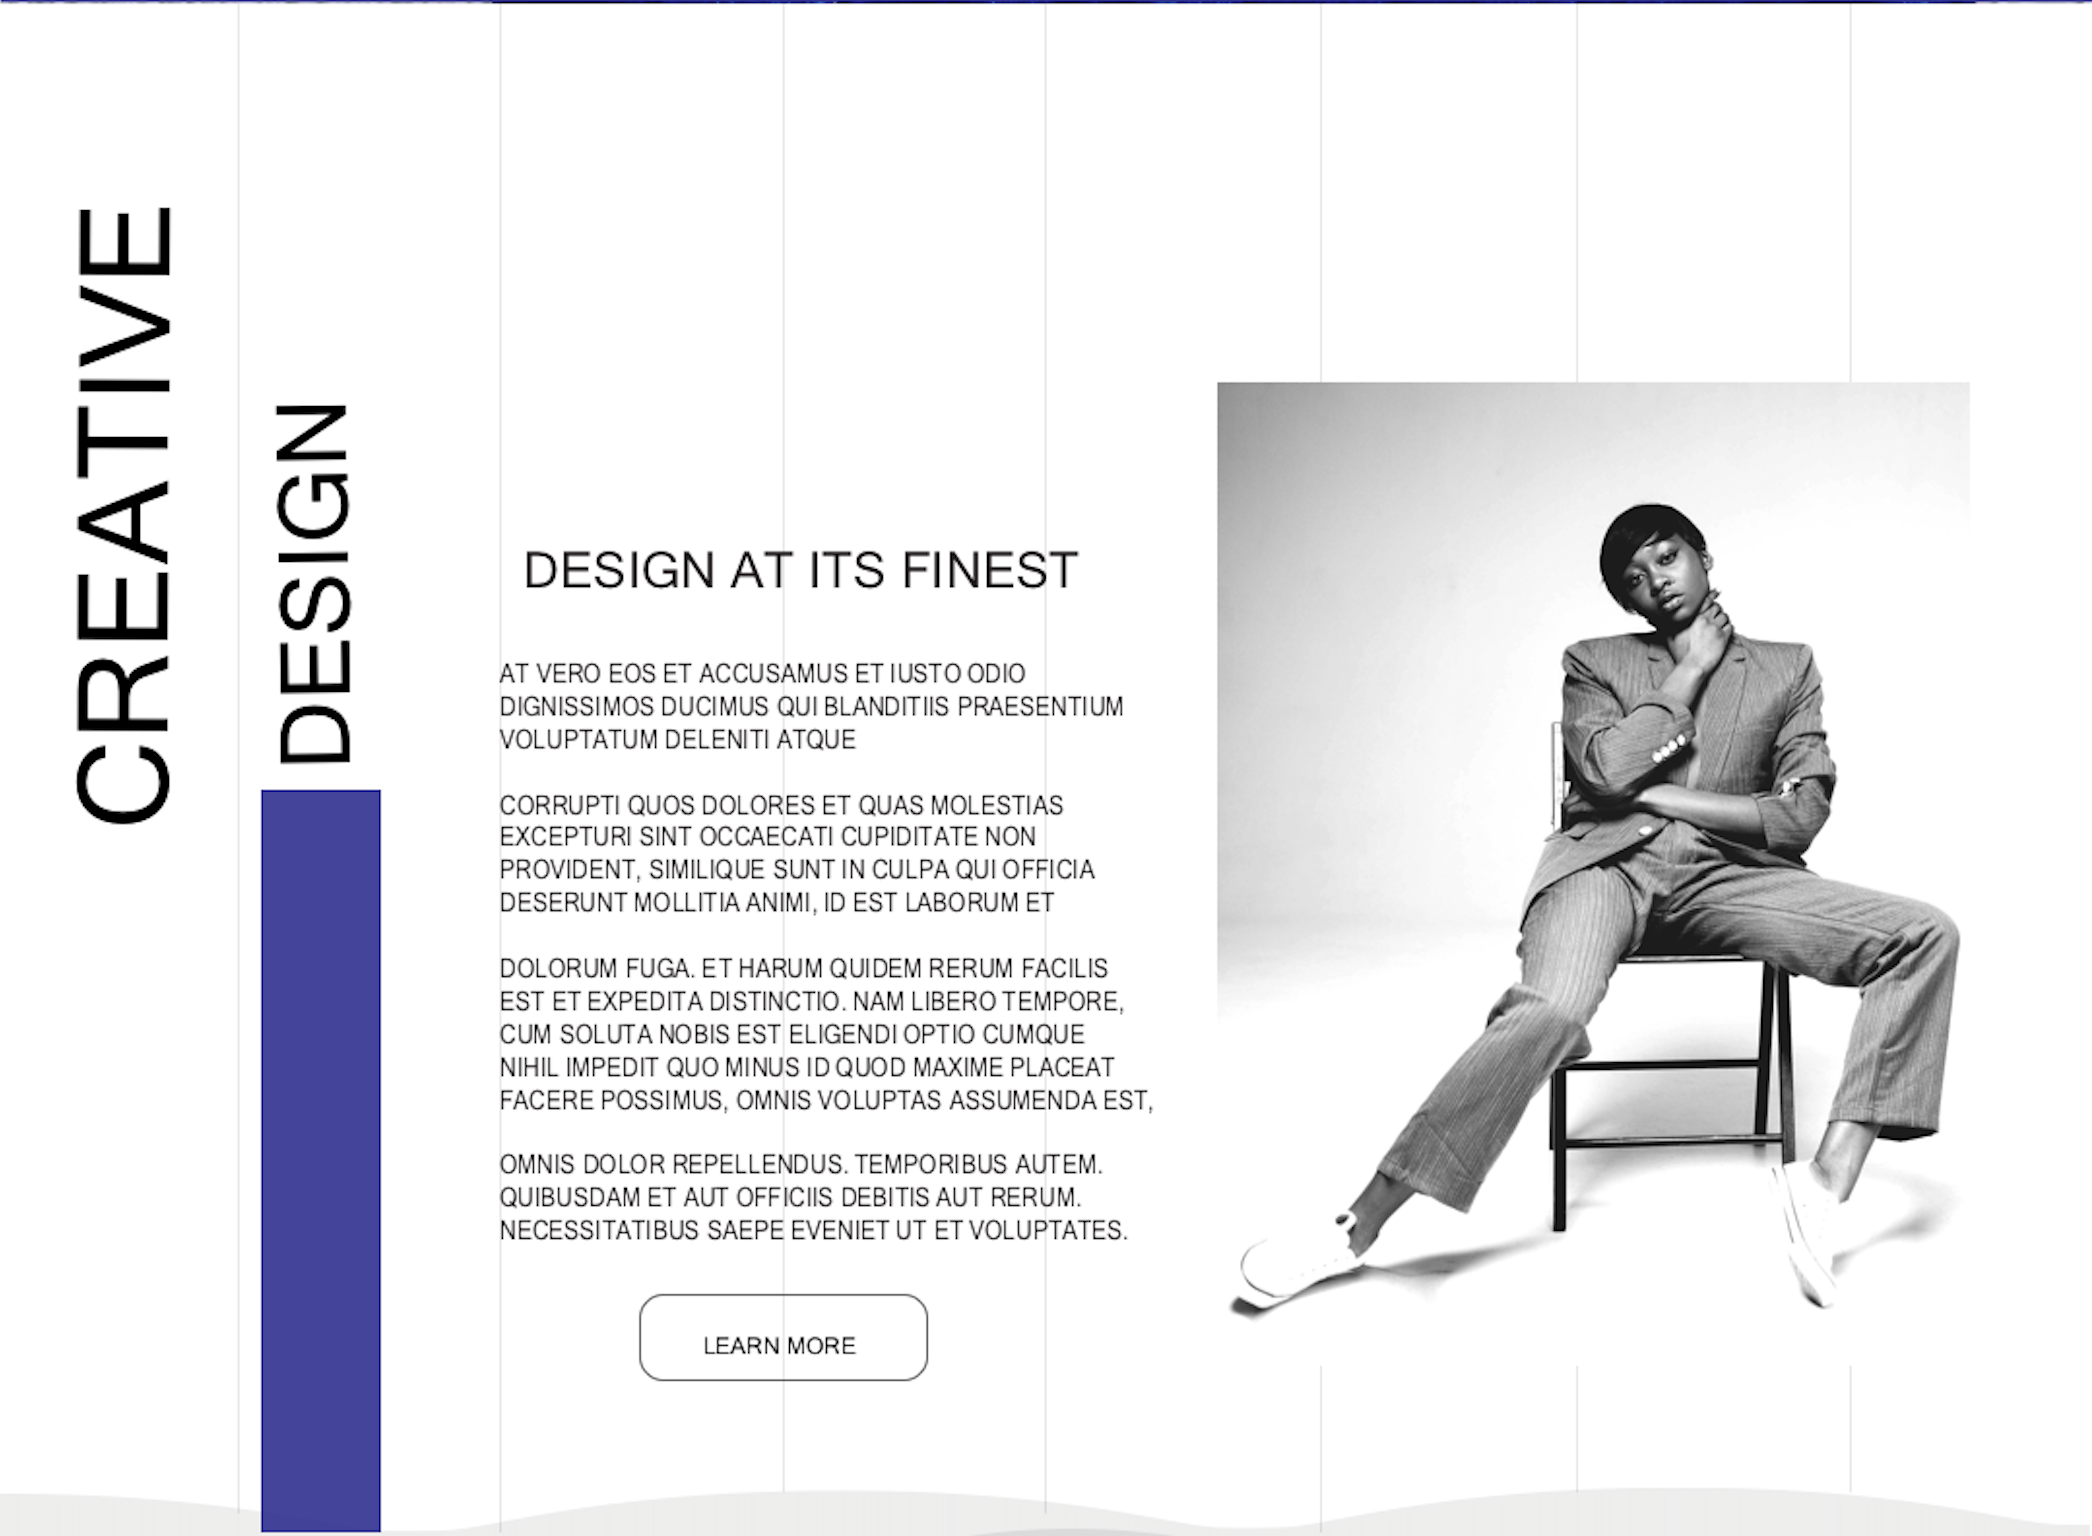 CREATIVE
DESIGN
DESIGN AT ITS FINEST
AT VERO EOS ET ACCUSAMUS ET IUSTO ODIO
DIGNISSIMOS DUCIMUS QUI BLANDITIIS PRAESENTIUM
VOLUPTATUM DELENITI ATQUE
CORRUPTI QUOS DOLORES ET QUAS MOLESTIAS
EXCEPTURI SINT OCCAECATI CUPIDITATE NON
PROVIDENT, SIMILIQUE SUNT IN CULPA QUI OFFICIA
DESERUNT MOLLITIA ANIMI, ID EST LABORUM ET
DOLORUM FUGA. ET HARUM QUIDEM RERUM FACILIS
EST ET EXPEDITA DISTINCTIO. NAM LIBERO TEMPORE,
CUM SOLUTA NOBIS EST ELIGENDI OPTIO CUMQUE
NIHIL IMPEDIT QUO MINUS ID QUOD MAXIME PLACEAT
FACERE POSSIMUS, OMNIS VOLUPTAS ASSUMENDA EST,
OMNIS DOLOR REPELLENDUS. TEMPORIBUS AUTEM.
QUIBUSDAM ET AUT OFFICIIS DEBITIS AUT RERUM.
NECESSITATIBUS SAEPE EVENIET UT ET VOLUPTATES.
LEARN MORE